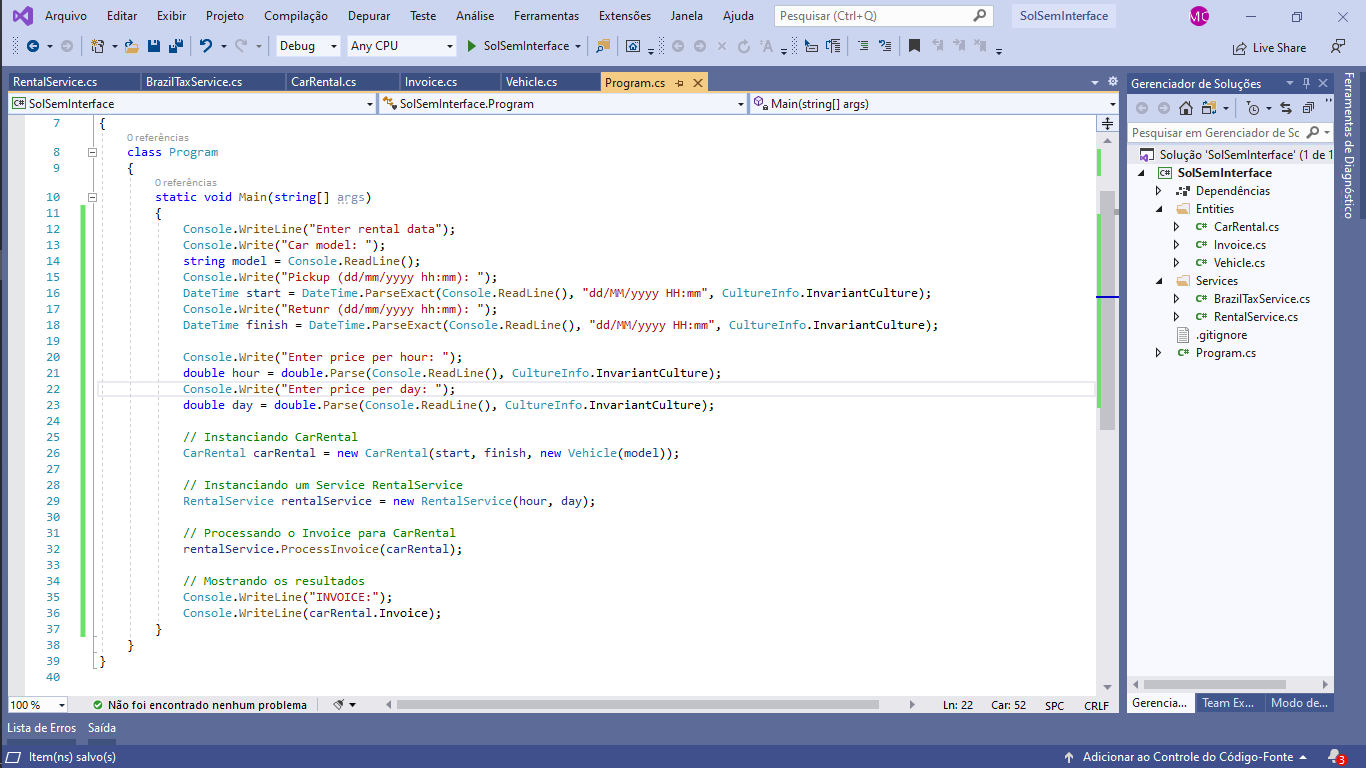 Arquivo Editar Exibir Projeto Compilação Depurar Teste Análise Ferramentas Extensões Janela Ajuda Pesquisar (Ctrl+Q) SolSemInterface MC
Debug Any CPU SolSemInterface Live Share
RentalService.cs BrazilTaxService.cs CarRental.cs Invoice.cs Vehicle.cs Program.cs
SolSemInterface SolSemInterface.Program Main(string[] args)
7 {
0 referências
8 class Program
9 {
0 referências
10 static void Main(string[] args)
11 {
12 Console.WriteLine("Enter rental data");
13 Console.Write("Car model: ");
14 string model = Console.ReadLine();
15 Console.Write("Pickup (dd/mm/yyyy hh:mm): ");
16 DateTime start = DateTime.ParseExact(Console.ReadLine(), "dd/MM/yyyy HH:mm", CultureInfo.InvariantCulture);
17 Console.Write("Retunr (dd/mm/yyyy hh:mm): ");
18 DateTime finish = DateTime.ParseExact(Console.ReadLine(), "dd/MM/yyyy HH:mm", CultureInfo.InvariantCulture);
19
20 Console.Write("Enter price per hour: ");
21 double hour = double.Parse(Console.ReadLine(), CultureInfo.InvariantCulture);
22 Console.Write("Enter price per day: ");
23 double day = double.Parse(Console.ReadLine(), CultureInfo.InvariantCulture);
24
25 // Instanciando CarRental
26 CarRental carRental = new CarRental(start, finish, new Vehicle(model));
27
28 // Instanciando um Service RentalService
29 RentalService rentalService = new RentalService(hour, day);
30
31 // Processando o Invoice para CarRental
32 rentalService.ProcessInvoice(carRental);
33
34 // Mostrando os resultados
35 Console.WriteLine("INVOICE:");
36 Console.WriteLine(carRental.Invoice);
37 }
38 }
39 }
40
100 % Não foi encontrado nenhum problema Ln: 22 Car: 52 SPC CRLF
Gerenciador de Soluções
Pesquisar em Gerenciador de Sc
Solução 'SolSemInterface' (1 de 1
SolSemInterface
Dependências
Entities
CarRental.cs
Invoice.cs
Vehicle.cs
Services
BrazilTaxService.cs
RentalService.cs
.gitignore
Program.cs
Gerencia... Team Ex... Modo de...
Ferramentas de Diagnóstico
Lista de Erros Saída
Item(ns) salvo(s) Adicionar ao Controle do Código-Fonte 3